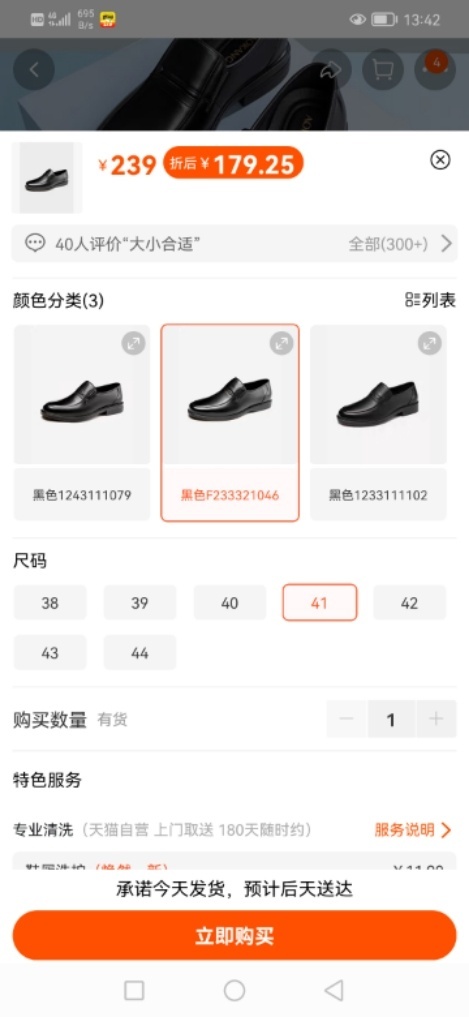 HD 4G 695 B/s 13:42
4
¥239 折后¥179.25
40人评价“大小合适” 全部(300+)
颜色分类(3) 列表
黑色1243111079 黑色F233321046 黑色1233111102
尺码
38 39 40 41 42
43 44
购买数量 有货 1
特色服务
专业清洗（天猫自营 上门取送 180天随时约） 服务说明
承诺今天发货，预计后天送达
立即购买